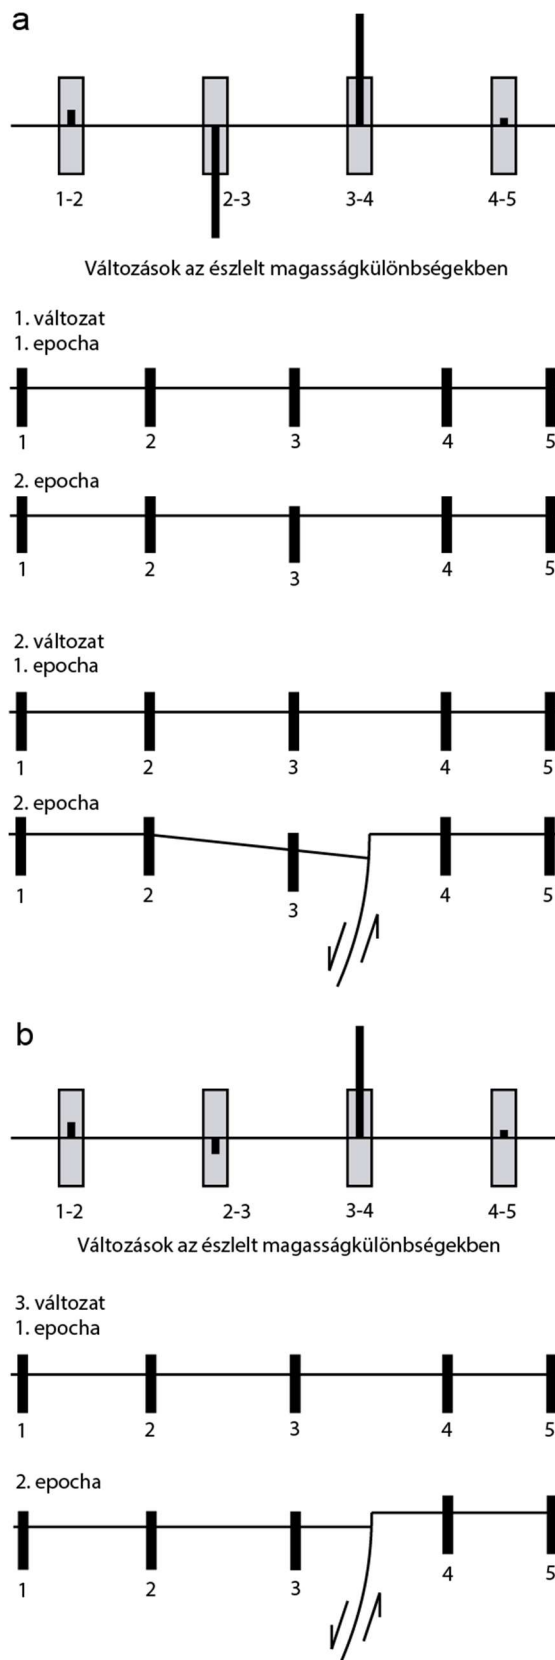 a
1-2 2-3 3-4 4-5
Változások az észlelt magasságkülönbségekben
1. változat
1. epocha
1 2 3 4 5
2. epocha
1 2 3 4 5
2. változat
1. epocha
1 2 3 4 5
2. epocha
1 2 3 4 5
b
1-2 2-3 3-4 4-5
Változások az észlelt magasságkülönbségekben
3. változat
1. epocha
1 2 3 4 5
2. epocha
1 2 3 4 5